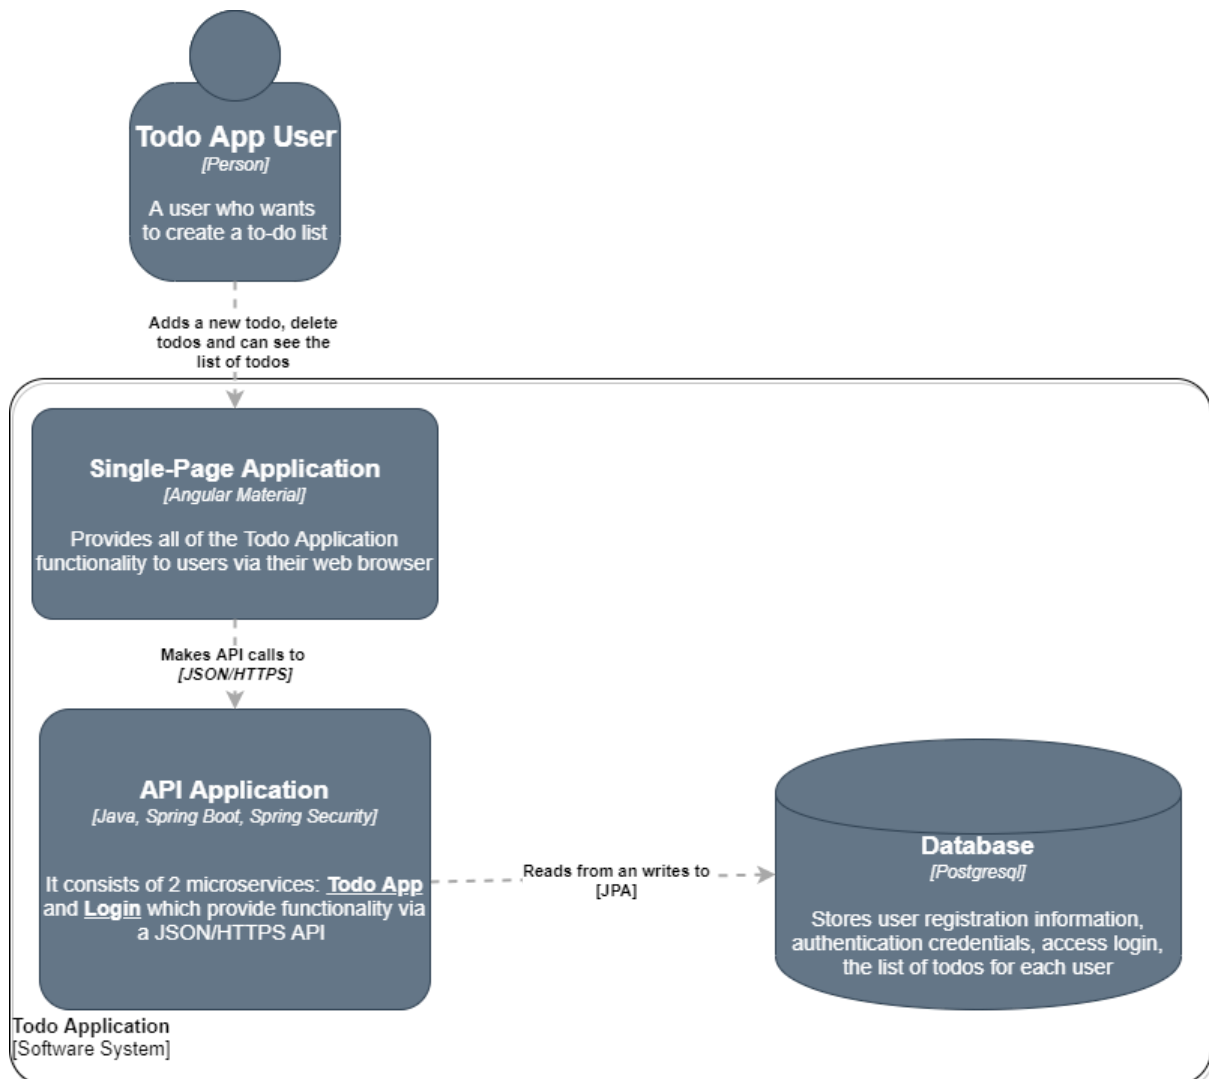 Todo App User
[Person]
A user who wants
to create a to-do list
Adds a new todo, delete
todos and can see the
list of todos
Single-Page Application
[Angular Material]
Provides all of the Todo Application
functionality to users via their web browser
Makes API calls to
[JSON/HTTPS]
API Application
[Java, Spring Boot, Spring Security]
It consists of 2 microservices: Todo App
and Login which provide functionality via
a JSON/HTTPS API
Reads from an writes to
[JPA]
Database
[Postgresql]
Stores user registration information,
authentication credentials, access login,
the list of todos for each user
Todo Application
[Software System]